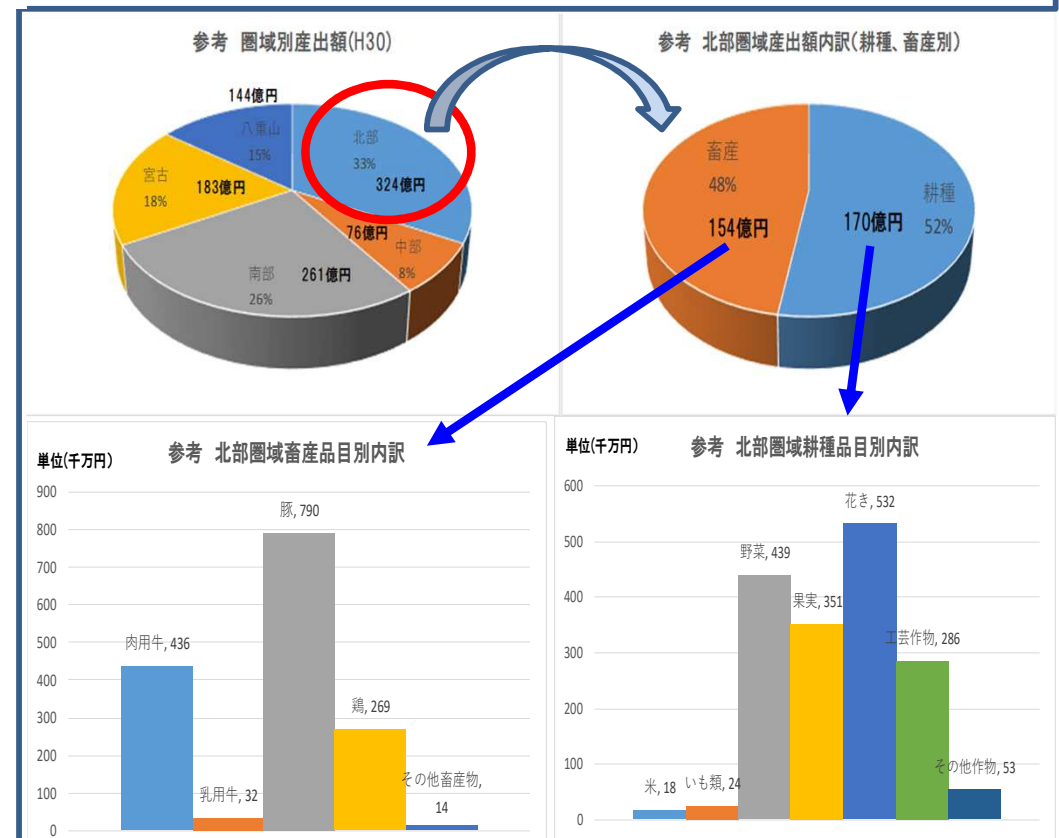 参考 圏域別産出額(H30)
144億円
八重山
15%
北部
33%
324億円
宮古
18%
183億円
76億円
中部
8%
南部
26%
261億円
参考 北部圏域産出額内訳(耕種、畜産別)
畜産
48%
154億円
170億円
耕種
52%
単位(千万円)
参考 北部圏域畜産品目別内訳
900
800
700
600
500
400
300
200
100
0
肉用牛, 436
乳用牛, 32
豚, 790
鶏, 269
その他畜産物,
14
単位(千万円)
参考 北部圏域耕種品目別内訳
600
500
400
300
200
100
0
米, 18
いも類, 24
野菜, 439
果実, 351
花き, 532
工芸作物, 286
その他作物, 53